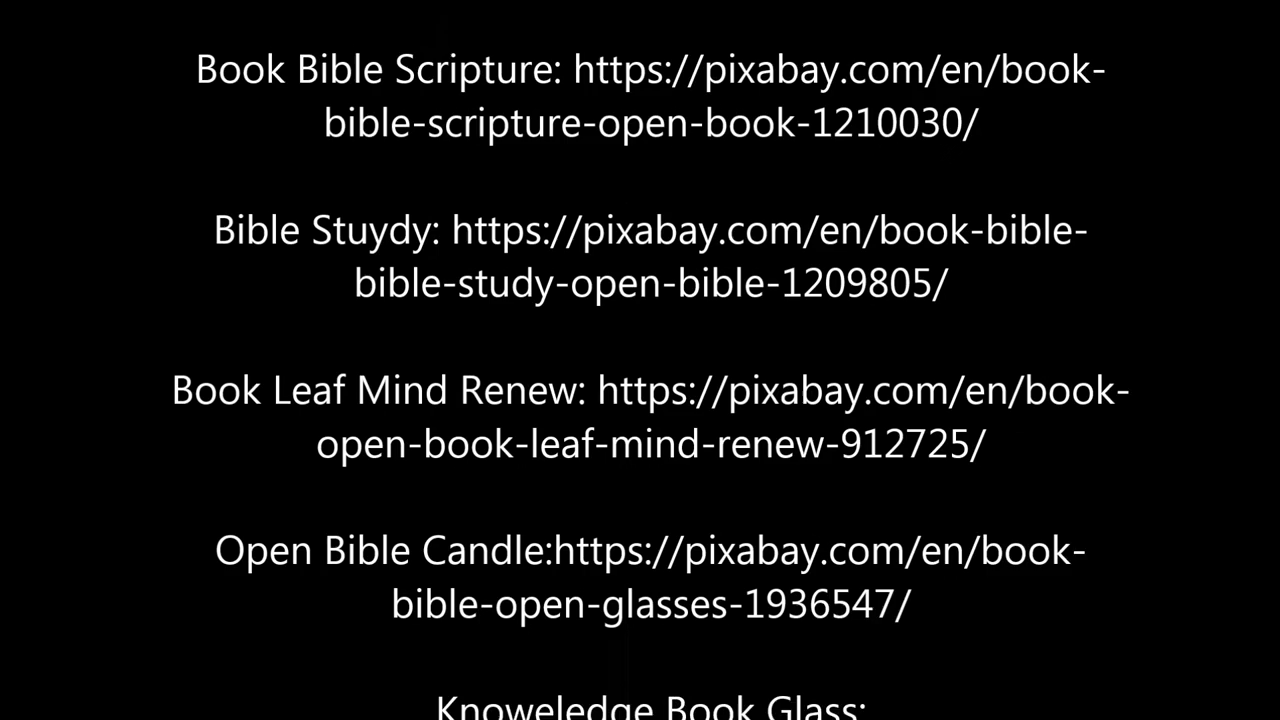 Book Bible Scripture: https://pixabay.com/en/book-
bible-scripture-open-book-1210030/
Bible Stuydy: https://pixabay.com/en/book-bible-
bible-study-open-bible-1209805/
Book Leaf Mind Renew: https://pixabay.com/en/book-
open-book-leaf-mind-renew-912725/
Open Bible Candle:https://pixabay.com/en/book-
bible-open-glasses-1936547/
Knoweledge Book Glass: